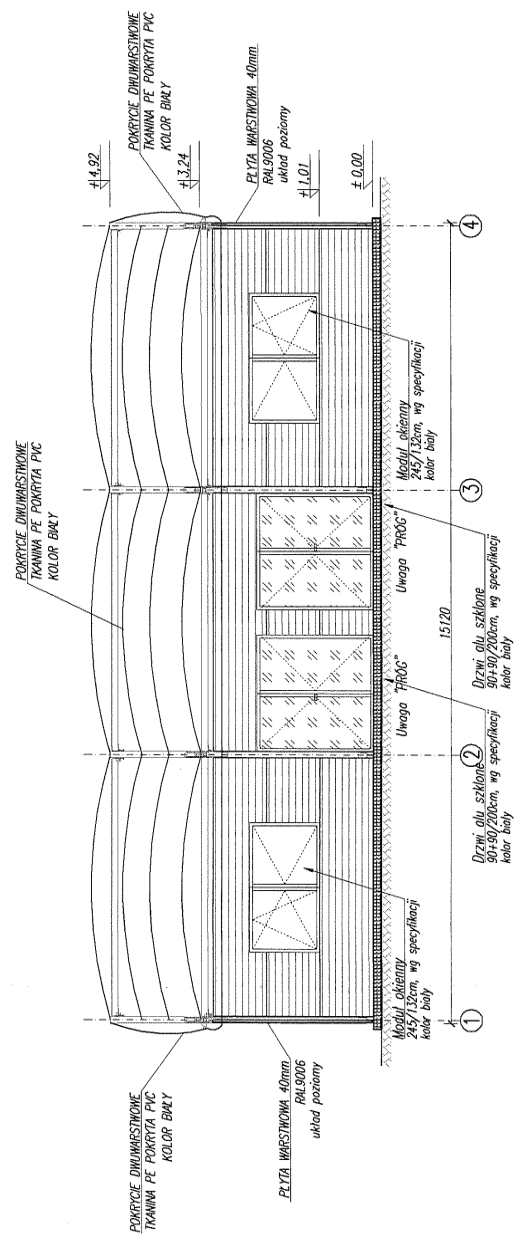 POKRYCIE DWUWARSTWOWE
TKANINA PE POKRYTA PVC
KOLOR BIAŁY
POKRYCIE DWUWARSTWOWE
TKANINA PE POKRYTA PVC
KOLOR BIAŁY
POKRYCIE DWUWARSTWOWE
TKANINA PE POKRYTA PVC
KOLOR BIAŁY
±4,92
±3,24
PŁYTA WARSTWOWA 40mm
RAL9006
układ poziomy
±1,01
±0,00
PŁYTA WARSTWOWA 40mm
RAL9006
układ poziomy
Moduł okienny
245/132cm, wg specyfikacji
kolor biały
Uwaga "PRÓG"
Uwaga "PRÓG"
Moduł okienny
245/132cm, wg specyfikacji
kolor biały
15120
1
2
3
4
Drzwi alu szklone
90+90/200cm, wg specyfikacji
kolor biały
Drzwi alu szklone
90+90/200cm, wg specyfikacji
kolor biały